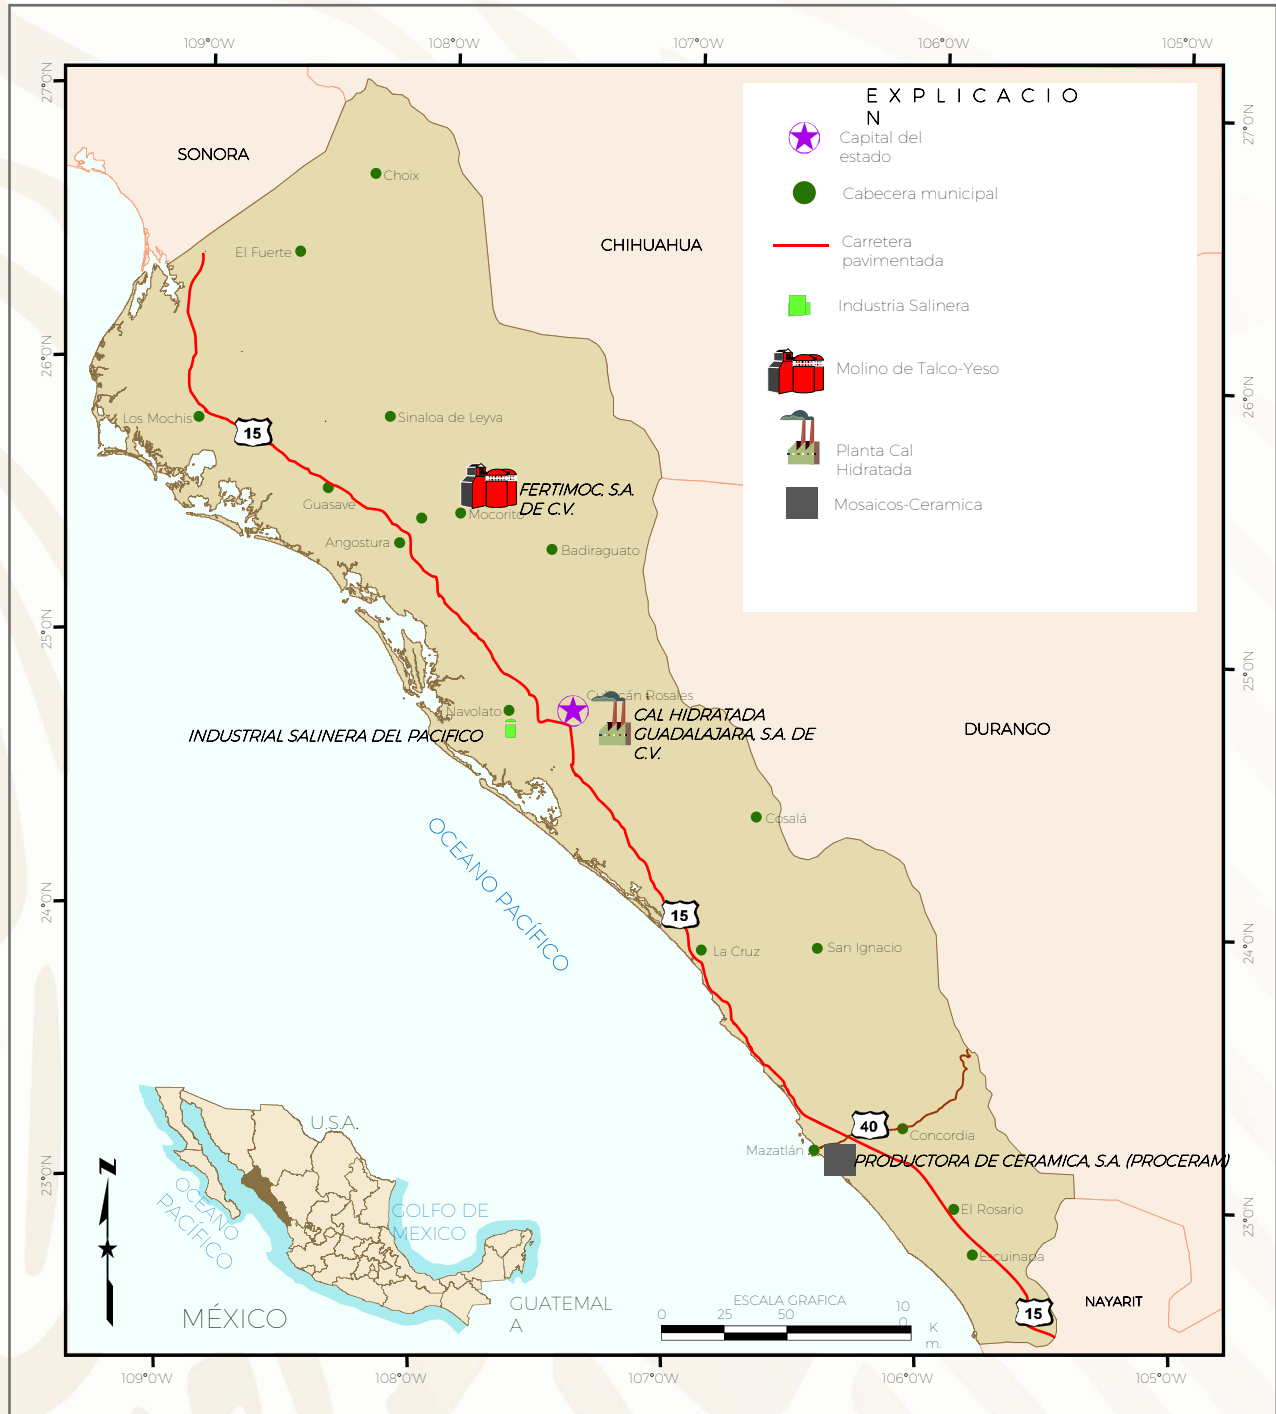 109°0'W
108°0'W
107°0'W
106°0'W
105°0'W
27°0'N
26°0'N
25°0'N
24°0'N
23°0'N
27°0'N
26°0'N
25°0'N
24°0'N
23°0'N
E X P L I C A C I O
N
Capital del
estado
Cabecera municipal
Carretera
pavimentada
Industria Salinera
Molino de Talco-Yeso
Planta Cal
Hidratada
Mosaicos-Ceramica
SONORA
CHIHUAHUA
DURANGO
NAYARIT
Choix
El Fuerte
Los Mochis
15
Sinaloa de Leyva
FERTIMOC, S.A.
DE C.V.
Guasave
Mocorito
Angostura
Badiraguato
Culiacán Rosales
Navolato
INDUSTRIAL SALINERA DEL PACIFICO
CAL HIDRATADA
GUADALAJARA, S.A. DE
C.V.
Cosalá
OCEANO PACÍFICO
15
La Cruz
San Ignacio
40
Concordia
Mazatlán
PRODUCTORA DE CERAMICA, S.A. (PROCERAM)
El Rosario
Escuinapa
15
U.S.A.
OCEANO
PACÍFICO
GOLFO DE
MEXICO
MÉXICO
GUATEMAL
A
N
ESCALA GRAFICA
0
25
50
10
0
K
m.
109°0'W
108°0'W
107°0'W
106°0'W
105°0'W